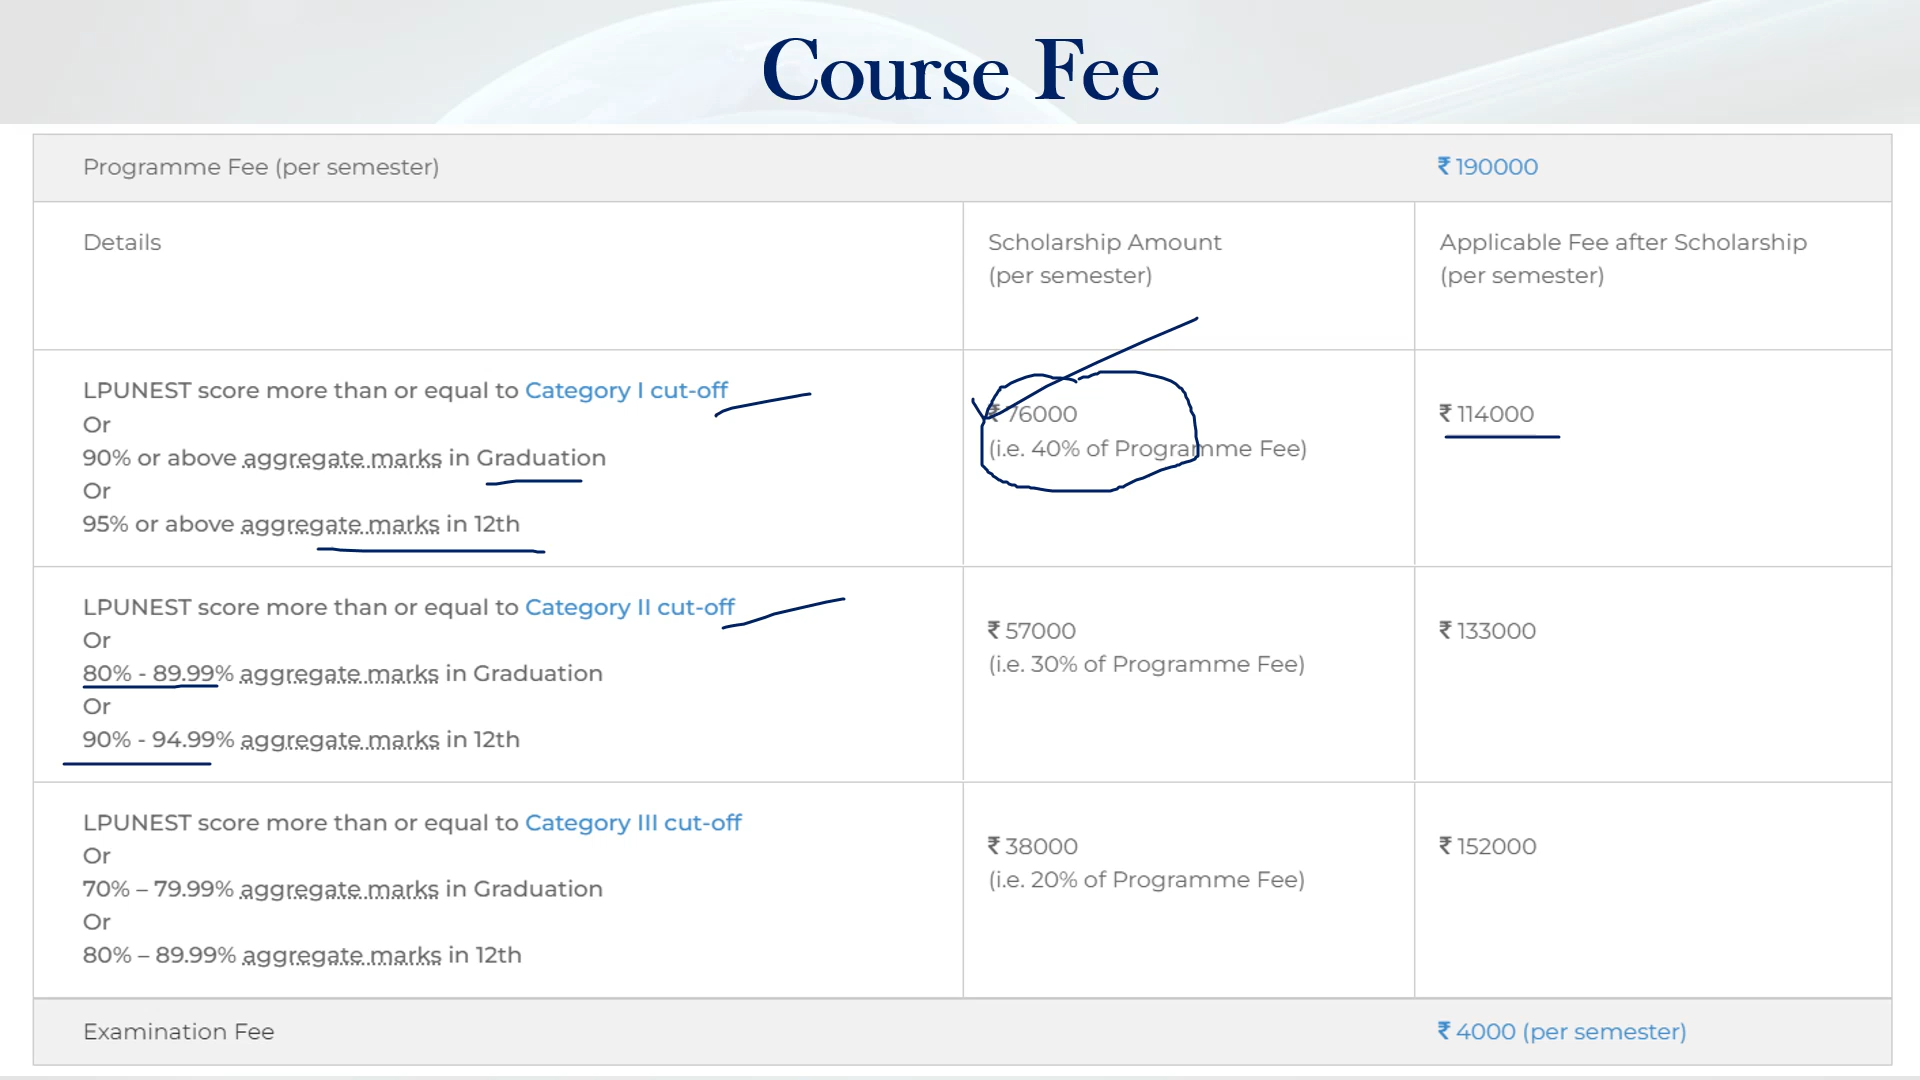 Course Fee
Programme Fee (per semester)
₹ 190000
Details
Scholarship Amount
(per semester)
Applicable Fee after Scholarship
(per semester)
LPUNEST score more than or equal to Category I cut-off
Or
90% or above aggregate marks in Graduation
Or
95% or above aggregate marks in 12th
₹ 76000
(i.e. 40% of Programme Fee)
₹ 114000
LPUNEST score more than or equal to Category II cut-off
Or
80% - 89.99% aggregate marks in Graduation
Or
90% - 94.99% aggregate marks in 12th
₹ 57000
(i.e. 30% of Programme Fee)
₹ 133000
LPUNEST score more than or equal to Category III cut-off
Or
70% – 79.99% aggregate marks in Graduation
Or
80% – 89.99% aggregate marks in 12th
₹ 38000
(i.e. 20% of Programme Fee)
₹ 152000
Examination Fee
₹ 4000 (per semester)